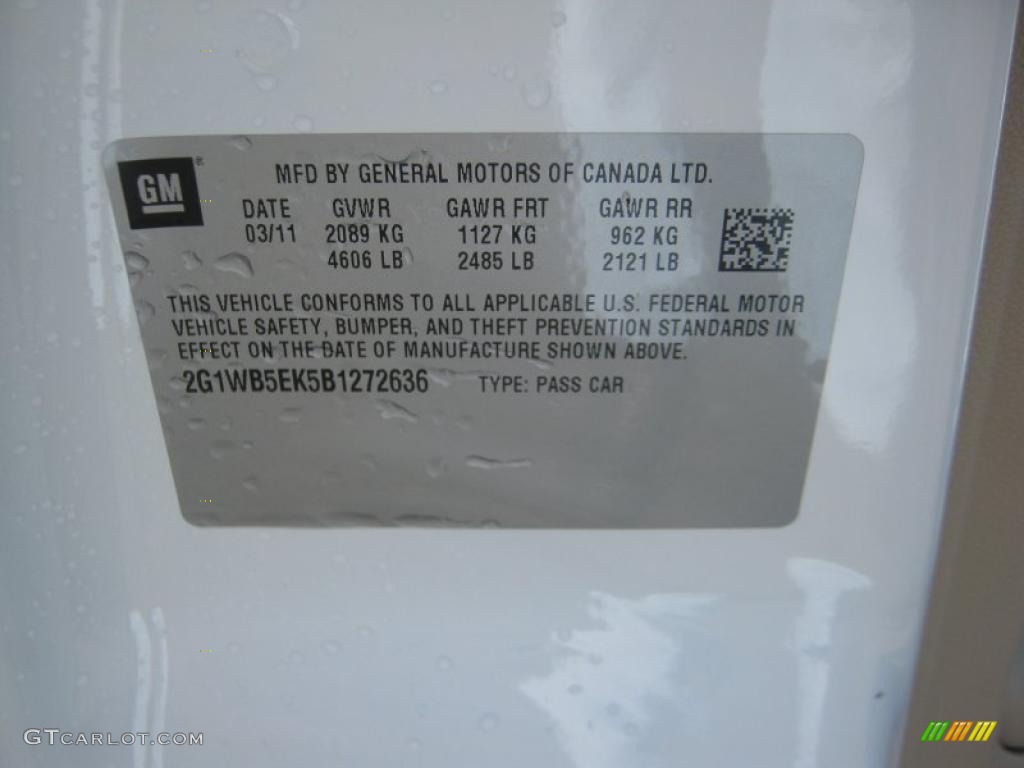 GM ®
MFD BY GENERAL MOTORS OF CANADA LTD.
DATE GVWR GAWR FRT GAWR RR
03/11 2089 KG 1127 KG 962 KG
4606 LB 2485 LB 2121 LB
THIS VEHICLE CONFORMS TO ALL APPLICABLE U.S. FEDERAL MOTOR
VEHICLE SAFETY, BUMPER, AND THEFT PREVENTION STANDARDS IN
EFFECT ON THE DATE OF MANUFACTURE SHOWN ABOVE.
2G1WB5EK5B1272636 TYPE: PASS CAR
GTCARLOT.COM